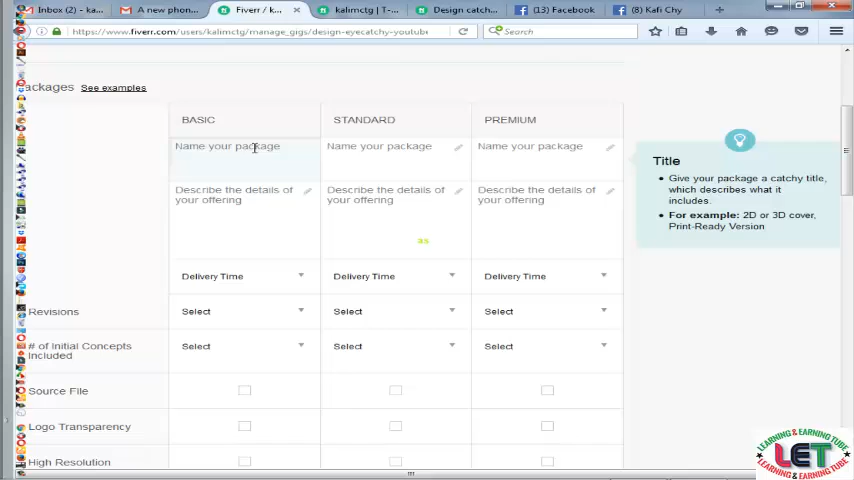 Inbox (2) - ka...
A new phon...
Fiverr / k...
kalimctg | T-...
Design catch...
(13) Facebook
(8) Kafi Chy
https://www.fiverr.com/users/kalimctg/manage_gigs/design-eyecatchy-youtube
Search
ackages See examples
BASIC STANDARD PREMIUM
Name your package Name your package Name your package
Describe the details of your offering
Describe the details of your offering
Describe the details of your offering
as
Delivery Time Delivery Time Delivery Time
Revisions Select Select Select
# of Initial Concepts Included Select Select Select
Source File
Logo Transparency
High Resolution
Title
Give your package a catchy title,
which describes what it
includes.
For example: 2D or 3D cover,
Print-Ready Version
LEARNING & EARNING TUBE
LET
LEARNING & EARNING TUBE